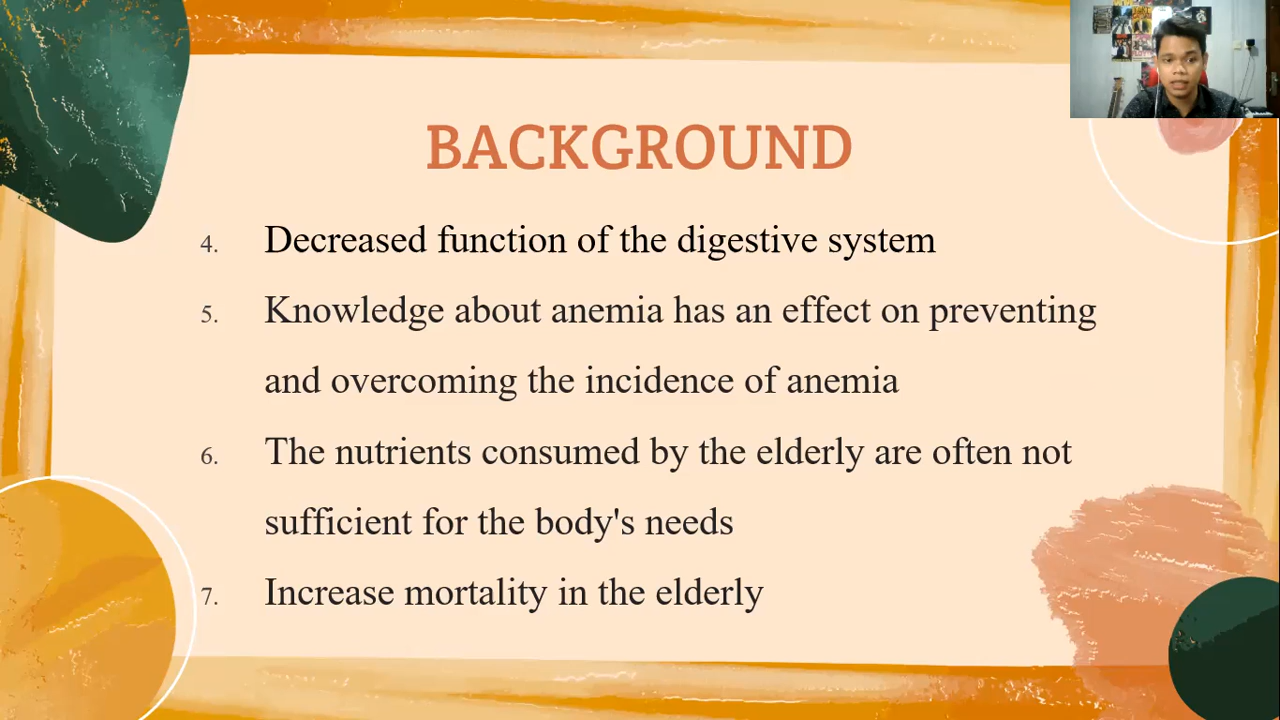 BACKGROUND
4. Decreased function of the digestive system
5. Knowledge about anemia has an effect on preventing
and overcoming the incidence of anemia
6. The nutrients consumed by the elderly are often not
sufficient for the body's needs
7. Increase mortality in the elderly